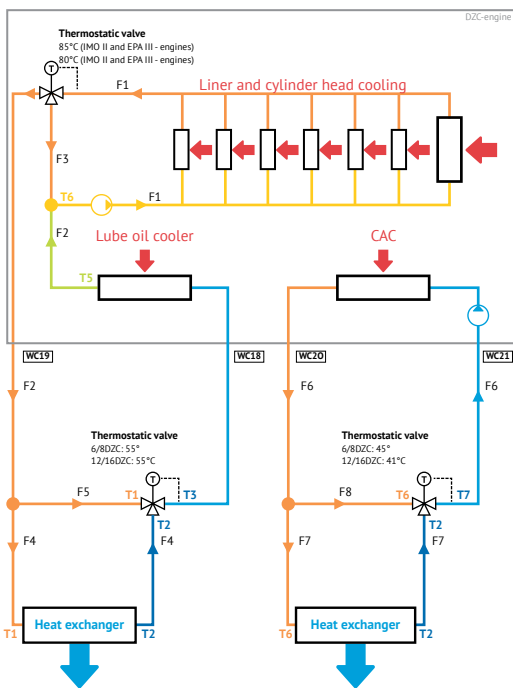 DZC-engine
Thermostatic valve
85°C (IMO II and EPA III - engines)
80°C (IMO II and EPA III - engines)
T
F1
Liner and cylinder head cooling
F3
T6
F1
F2
Lube oil cooler
CAC
T5
WC19
WC18
WC20
WC21
F2
F6
F6
Thermostatic valve
6/8DZC: 55°
12/16DZC: 55°C
Thermostatic valve
6/8DZC: 45°
12/16DZC: 41°C
T
T
F5
T1
T3
F8
T6
T7
T2
T2
F4
F4
F7
F7
T1
Heat exchanger
T2
T6
Heat exchanger
T2